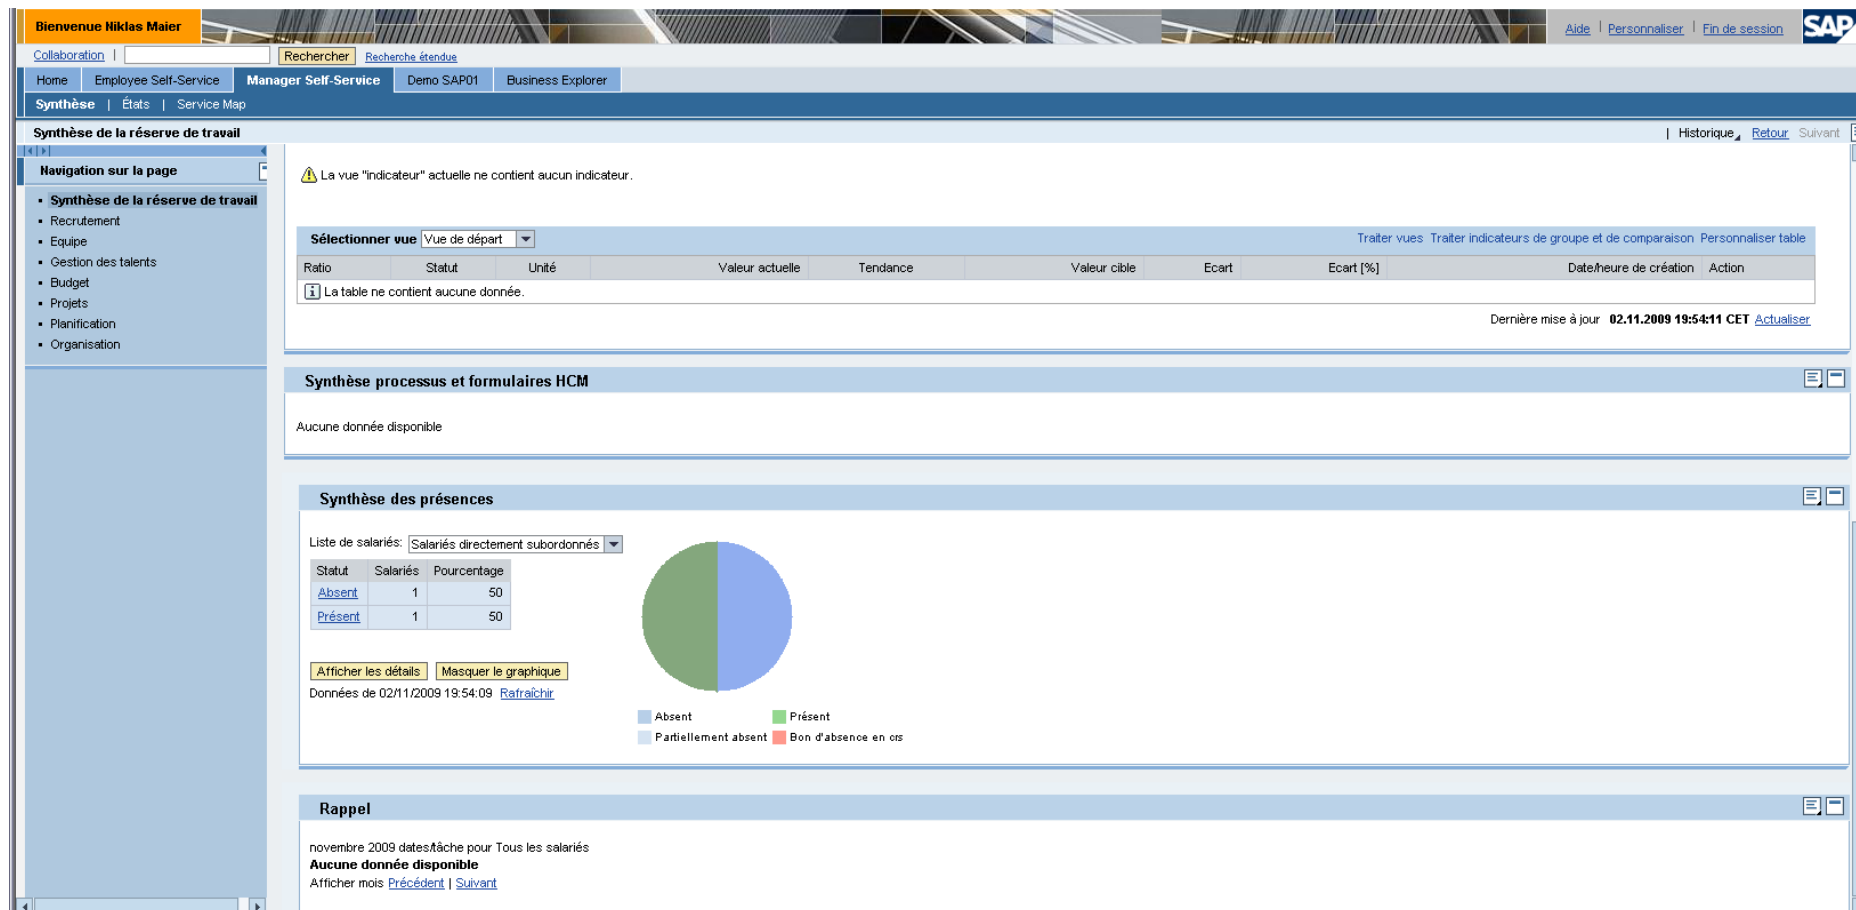 Bienvenue Niklas Maier
Aide | Personnaliser | Fin de session
SAP
Collaboration | Rechercher Recherche étendue
Home Employee Self-Service Manager Self-Service Demo SAP01 Business Explorer
Synthèse | États | Service Map
Synthèse de la réserve de travail
| Historique Retour Suivant
Navigation sur la page
Synthèse de la réserve de travail
Recrutement
Equipe
Gestion des talents
Budget
Projets
Planification
Organisation
La vue "indicateur" actuelle ne contient aucun indicateur.
Sélectionner vue Vue de départ Traiter vues Traiter indicateurs de groupe et de comparaison Personnaliser table
Ratio Statut Unité Valeur actuelle Tendance Valeur cible Ecart Ecart [%] Date/heure de création Action
La table ne contient aucune donnée.
Dernière mise à jour 02.11.2009 19:54:11 CET Actualiser
Synthèse processus et formulaires HCM
Aucune donnée disponible
Synthèse des présences
Liste de salariés: Salariés directement subordonnés
Statut Salariés Pourcentage
Absent 1 50
Présent 1 50
Afficher les détails Masquer le graphique
Données de 02/11/2009 19:54:09 Rafraîchir
Absent Présent
Partiellement absent Bon d'absence en crs
Rappel
novembre 2009 dates/tâche pour Tous les salariés
Aucune donnée disponible
Afficher mois Précédent | Suivant